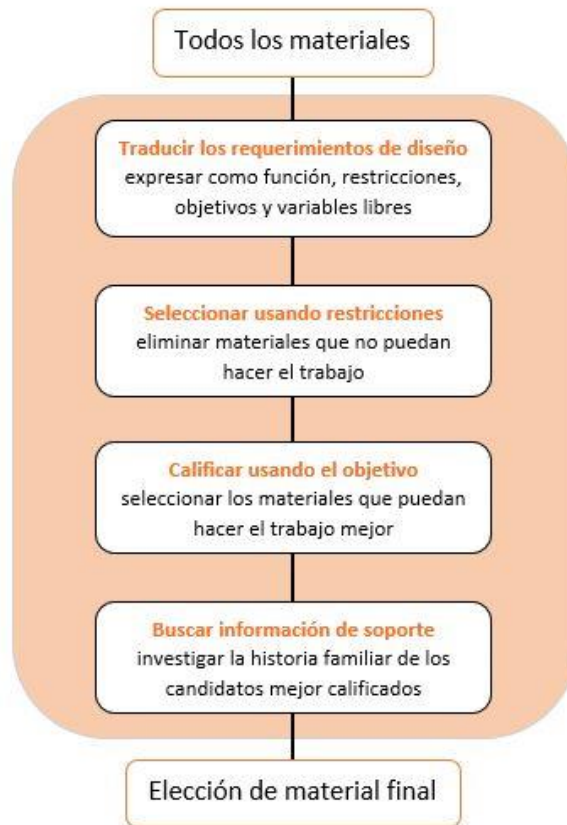 Todos los materiales
Traducir los requerimientos de diseño
expresar como función, restricciones,
objetivos y variables libres
Seleccionar usando restricciones
eliminar materiales que no puedan
hacer el trabajo
Calificar usando el objetivo
seleccionar los materiales que puedan
hacer el trabajo mejor
Buscar información de soporte
investigar la historia familiar de los
candidatos mejor calificados
Elección de material final